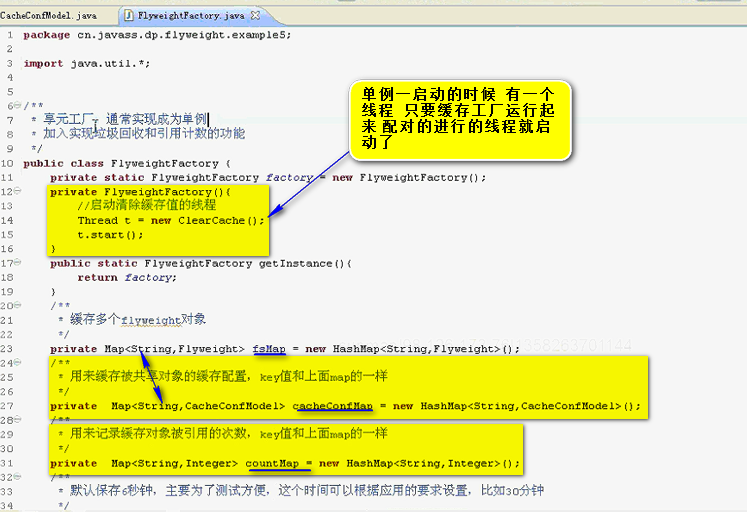 CacheConfModel.java
FlyweightFactory.java
1 package cn.javass.dp.flyweight.example5;
2
3 import java.util.*;
4
5
6 /**
7 * 享元工厂，通常实现成为单例
8 * 加入实现垃圾回收和引用计数的功能
9 */
10 public class FlyweightFactory {
11 private static FlyweightFactory factory = new FlyweightFactory();
12 private FlyweightFactory(){
13 //启动清除缓存值的线程
14 Thread t = new ClearCache();
15 t.start();
16 }
17 public static FlyweightFactory getInstance(){
18 return factory;
19 }
20 /**
21 * 缓存多个flyweight对象
22 */
23 private Map<String,Flyweight> fsMap = new HashMap<String,Flyweight>();
24 /**
25 * 用来缓存被共享对象的缓存配置，key值和上面map的一样
26 */
27 private Map<String,CacheConfModel> cacheConfMap = new HashMap<String,CacheConfModel>();
28 /**
29 * 用来记录缓存对象被引用的次数，key值和上面map的一样
30 */
31 private Map<String,Integer> countMap = new HashMap<String,Integer>();
32 /**
33 * 默认保存6秒钟，主要为了测试方便，这个时间可以根据应用的要求设置，比如30分钟
34 */
单例一启动的时候 有一个
线程 只要缓存工厂运行起
来 配对的进行的线程就启
动了